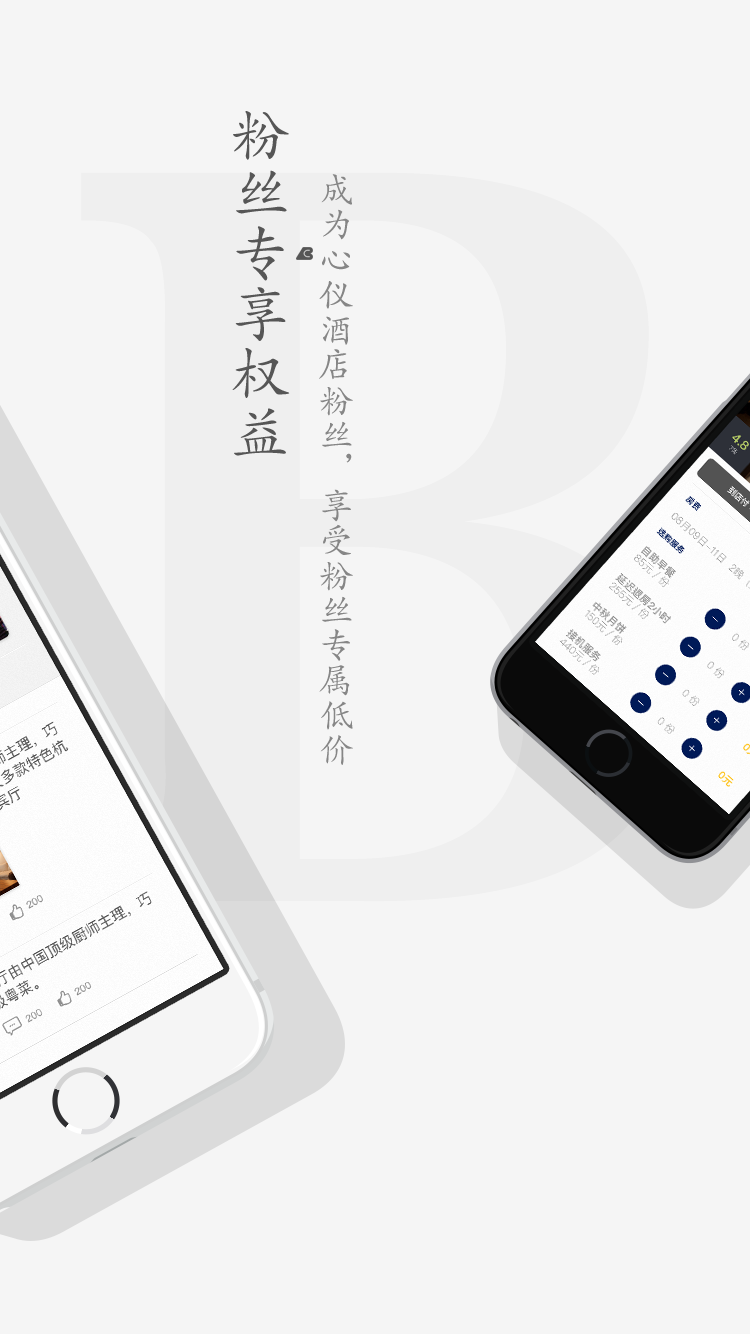 粉丝专享权益
成为心仪酒店粉丝，享受粉丝专属低价
B
4.8
到店付
房费
08月09日-11日 2晚
选购服务
自助早餐
85元 / 份
0 份
延迟退房2小时
255元 / 份
0 份
中秋月饼
150元 / 份
0 份
接机服务
440元 / 份
0 份
0元
师主理，巧
多款特色杭
宾厅
200
厅由中国顶级厨师主理，巧
级粤菜。
200
200